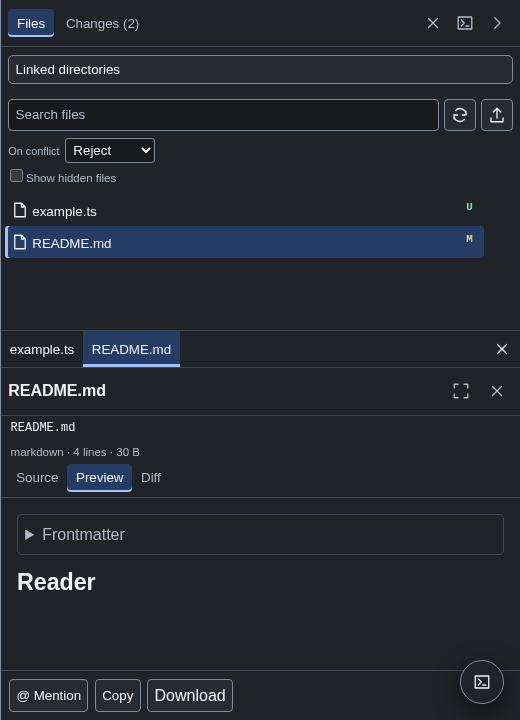 Files Changes (2)
Linked directories
Search files
On conflict Reject
Show hidden files
example.ts U
README.md M
example.ts README.md
README.md
README.md
markdown · 4 lines · 30 B
Source Preview Diff
Frontmatter
Reader
@ Mention Copy Download